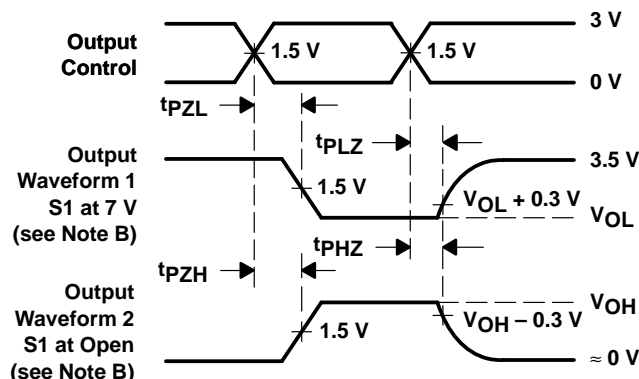 Output
Control
3 V
1.5 V
1.5 V
0 V
tPZL
tPLZ
Output
Waveform 1
S1 at 7 V
(see Note B)
3.5 V
1.5 V
VOL + 0.3 V
VOL
tPZH
tPHZ
Output
Waveform 2
S1 at Open
(see Note B)
VOH
1.5 V
VOH – 0.3 V
≈ 0 V